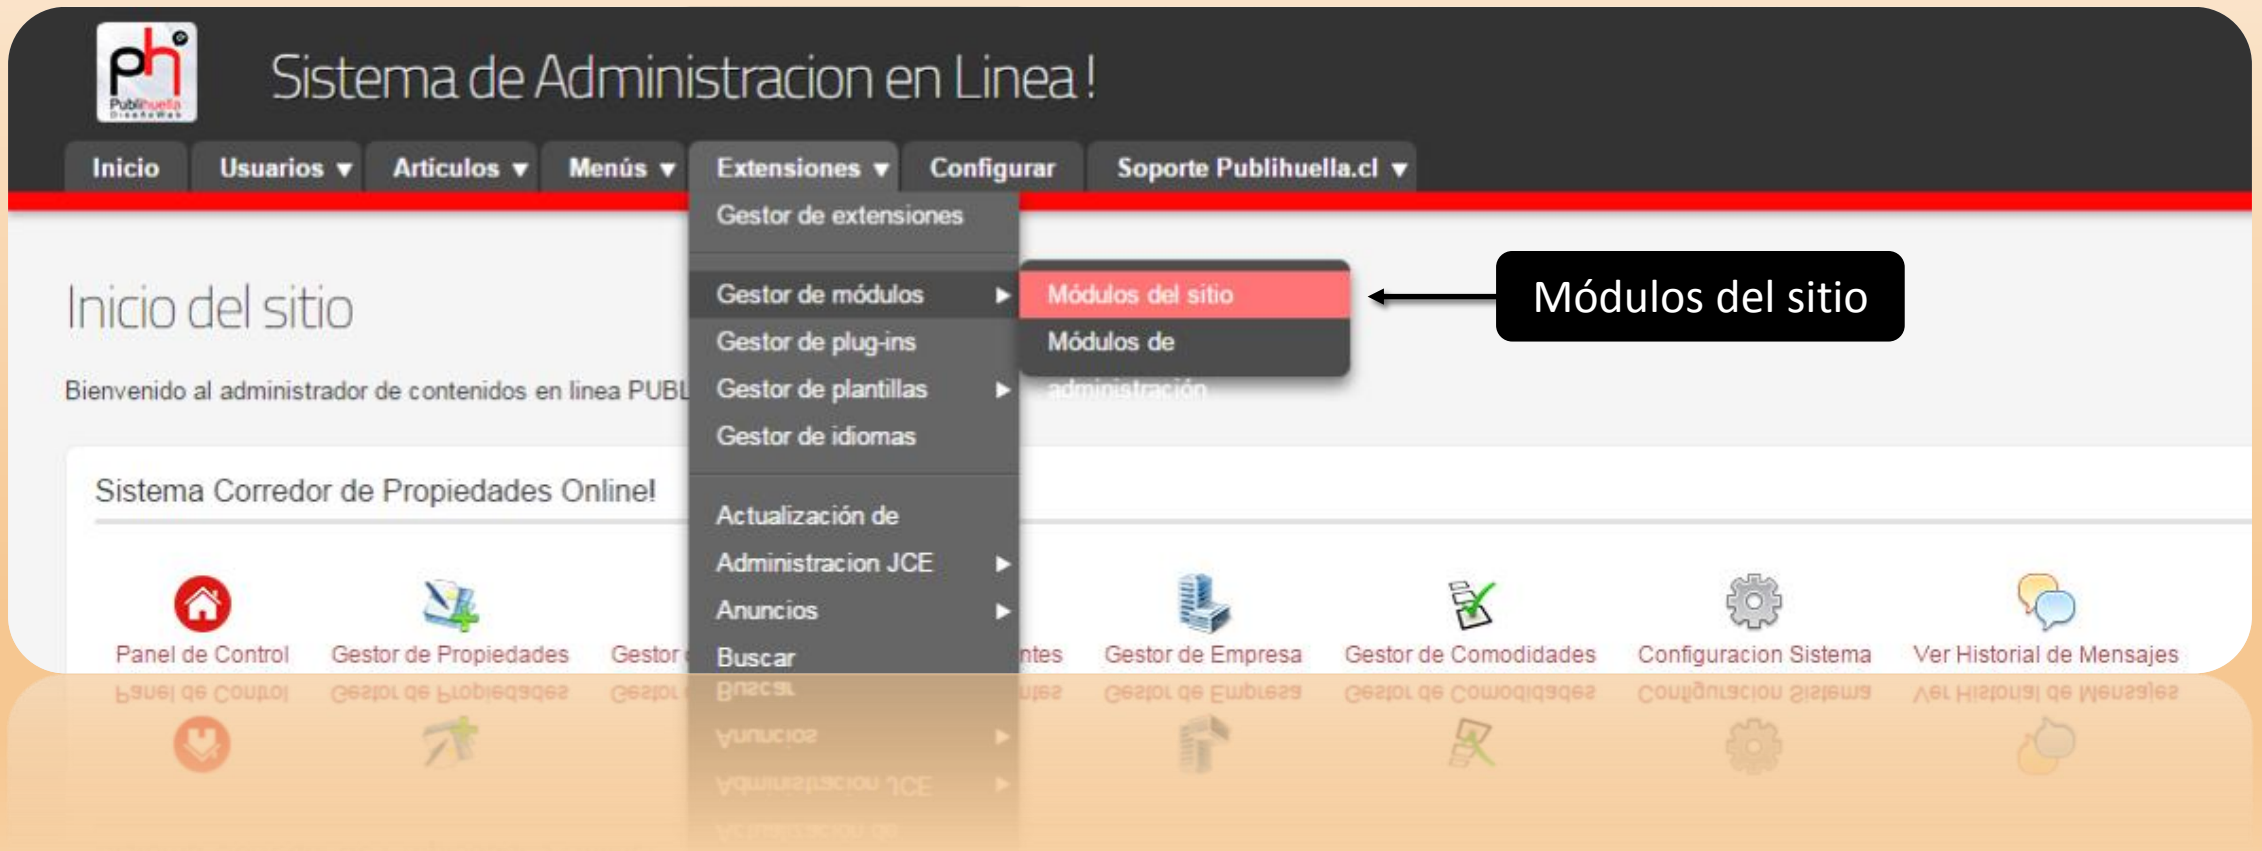 ph
Publihuella
DiseñoWeb
Sistema de Administracion en Linea!
Inicio
Usuarios
Artículos
Menús
Extensiones
Configurar
Soporte Publihuella.cl
Gestor de extensiones
Inicio del sitio
Gestor de módulos
Módulos del sitio
Módulos del sitio
Gestor de plug-ins
Módulos de
administración
Bienvenido al administrador de contenidos en linea PUBL
Gestor de plantillas
Gestor de idiomas
Sistema Corredor de Propiedades Online!
Actualización de
Administracion JCE
Anuncios
Buscar
Panel de Control
Gestor de Propiedades
Gestor
ntes
Gestor de Empresa
Gestor de Comodidades
Configuracion Sistema
Ver Historial de Mensajes